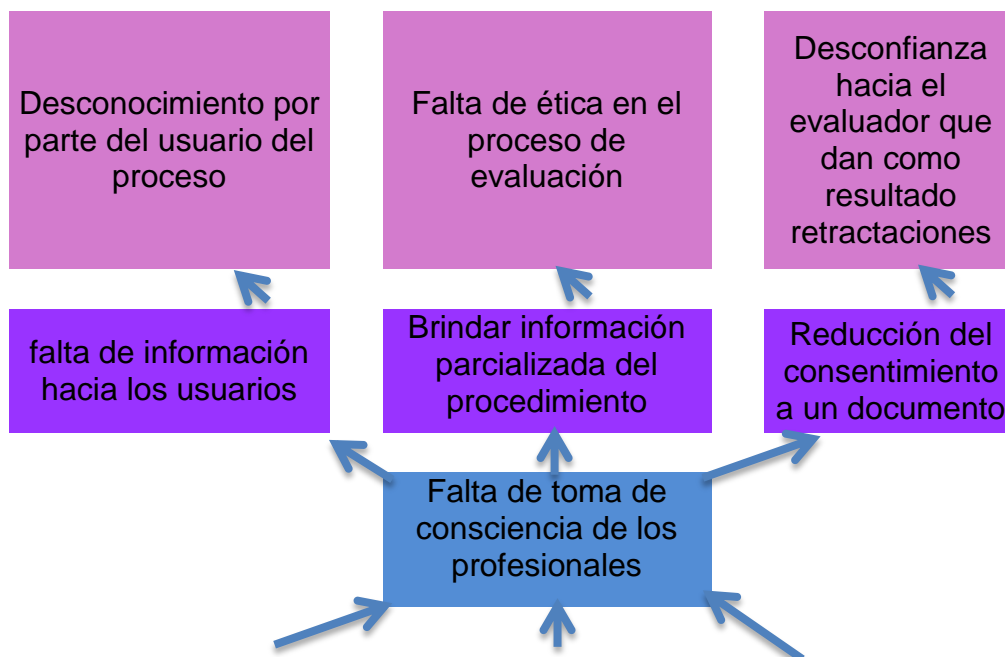 Desconocimiento por
parte del usuario del
proceso
Falta de ética en el
proceso de
evaluación
Desconfianza
hacia el
evaluador que
dan como
resultado
retractaciones
falta de información
hacia los usuarios
Brindar información
parcializada del
procedimiento
Reducción del
consentimiento
a un documento
Falta de toma de
consciencia de los
profesionales